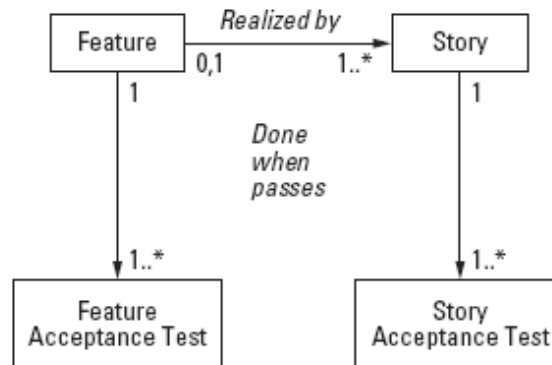 Feature
Realized by
Story
0,1
1..*
1
1
Done
when
passes
1..*
1..*
Feature
Acceptance Test
Story
Acceptance Test